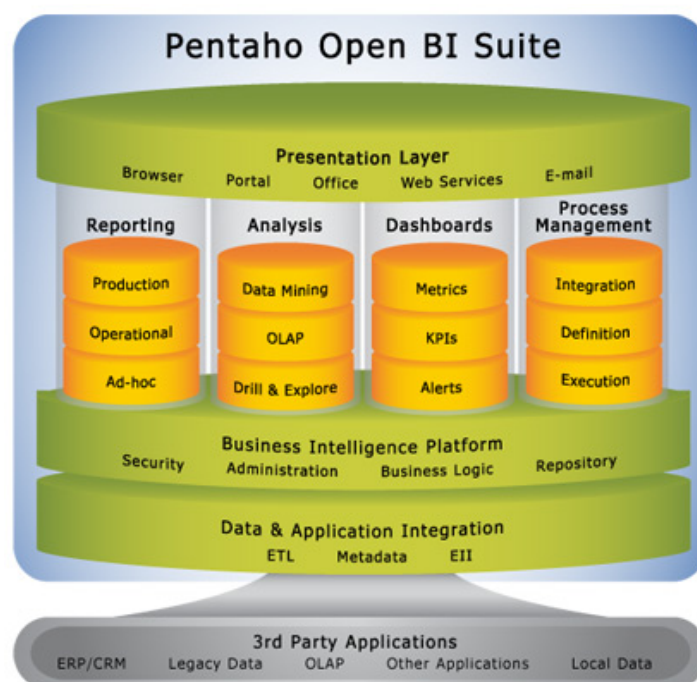 Pentaho Open BI Suite
Presentation Layer
Browser Portal Office Web Services E-mail
Reporting Analysis Dashboards Process Management
Production Data Mining Metrics Integration
Operational OLAP KPIs Definition
Ad-hoc Drill & Explore Alerts Execution
Business Intelligence Platform
Security Administration Business Logic Repository
Data & Application Integration
ETL Metadata EII
3rd Party Applications
ERP/CRM Legacy Data OLAP Other Applications Local Data